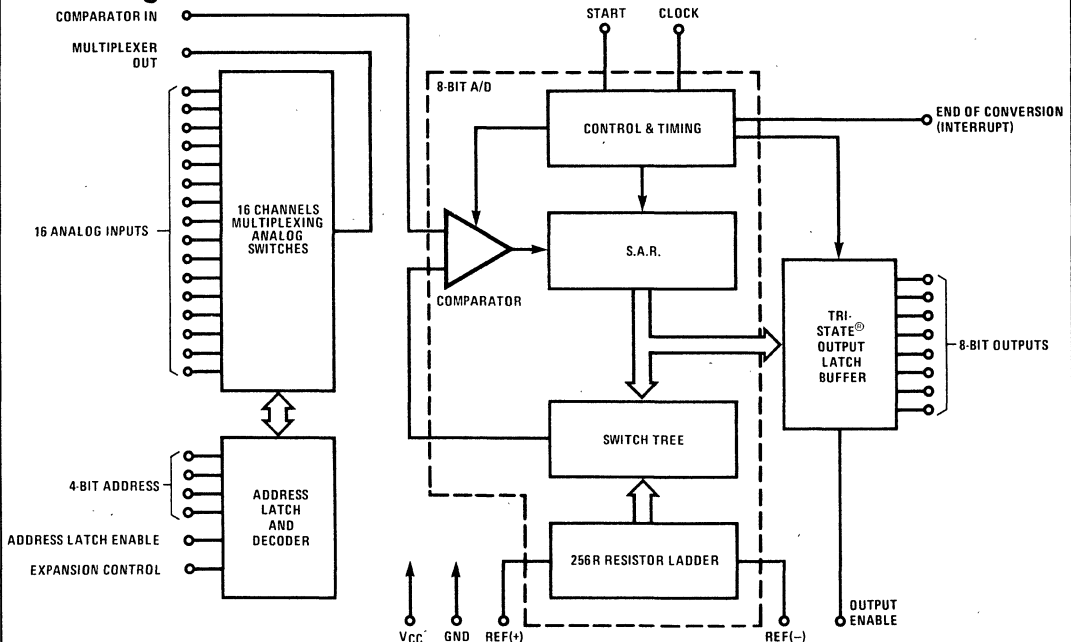 COMPARATOR IN
MULTIPLEXER
OUT
START
CLOCK
8-BIT A/D
CONTROL & TIMING
END OF CONVERSION
(INTERRUPT)
16 ANALOG INPUTS
16 CHANNELS
MULTIPLEXING
ANALOG
SWITCHES
S.A.R.
COMPARATOR
TRI-
STATE®
OUTPUT
LATCH
BUFFER
8-BIT OUTPUTS
SWITCH TREE
4-BIT ADDRESS
ADDRESS
LATCH
AND
DECODER
ADDRESS LATCH ENABLE
EXPANSION CONTROL
256R RESISTOR LADDER
VCC
GND
REF(+)
REF(–)
OUTPUT
ENABLE